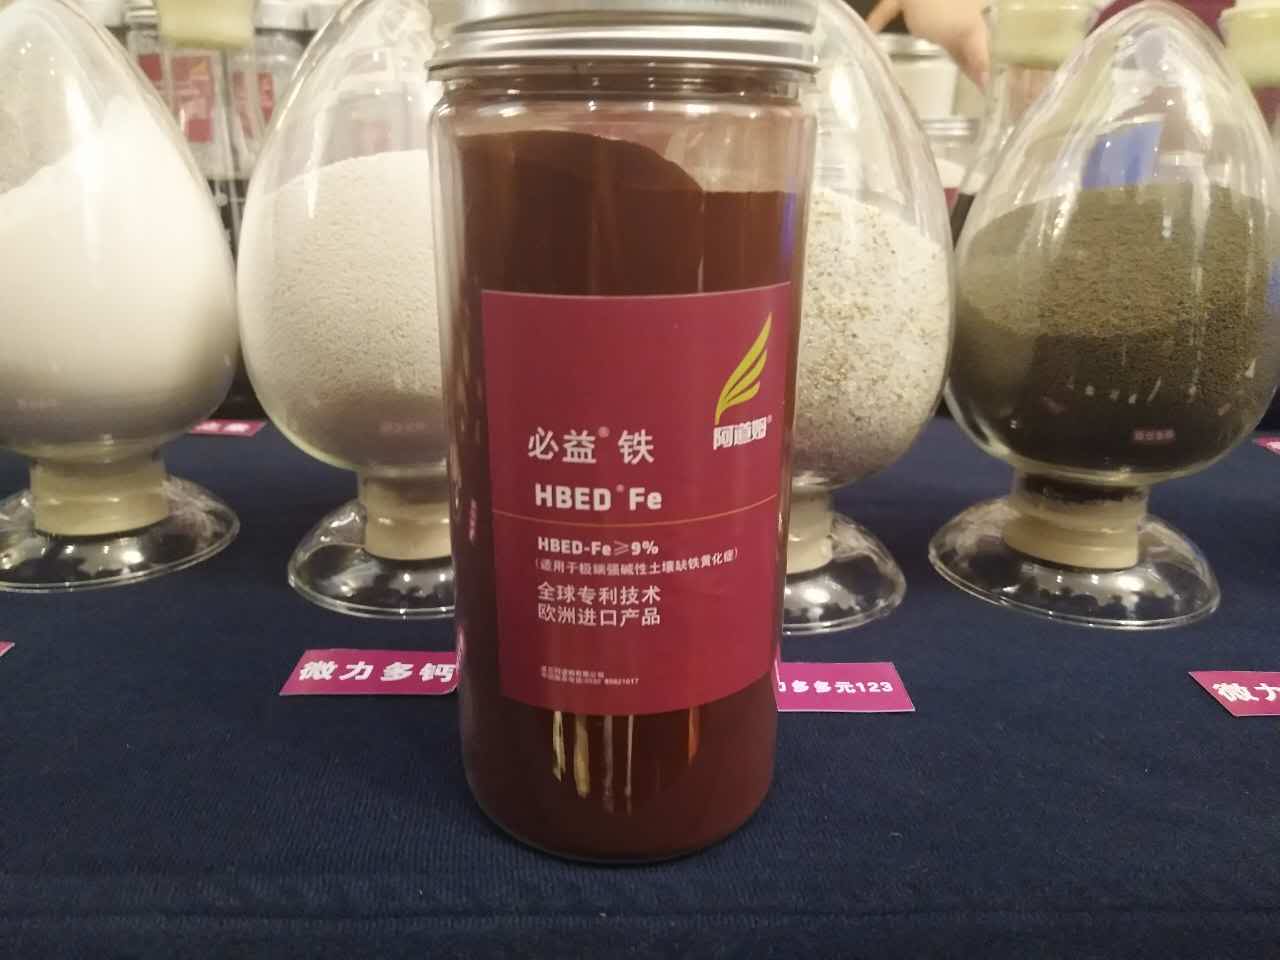 阿道姆®
必益®铁
HBED®Fe
HBED-Fe⩾9%
(适用于极端强碱性土壤缺铁黄化症)
全球专利技术
欧洲进口产品
微力多钙
多多元123
微力